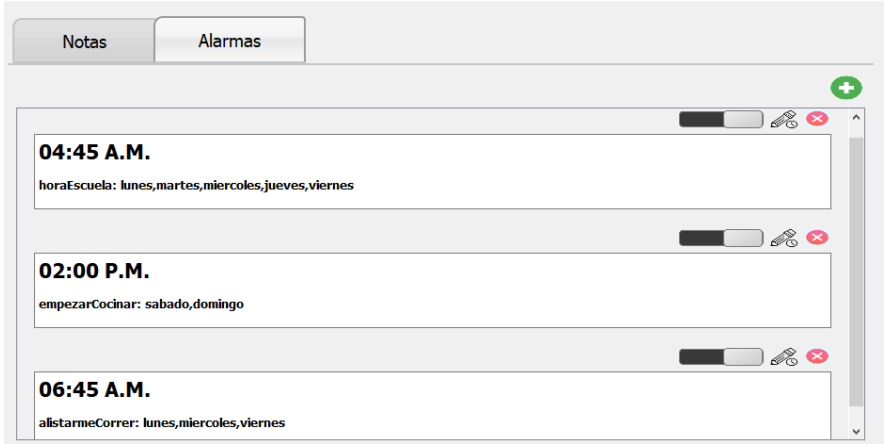 Notas
Alarmas
04:45 A.M.
horaEscuela: lunes,martes,miercoles,jueves,viernes
02:00 P.M.
empezarCocinar: sabado,domingo
06:45 A.M.
alistarmeCorrer: lunes,miercoles,viernes